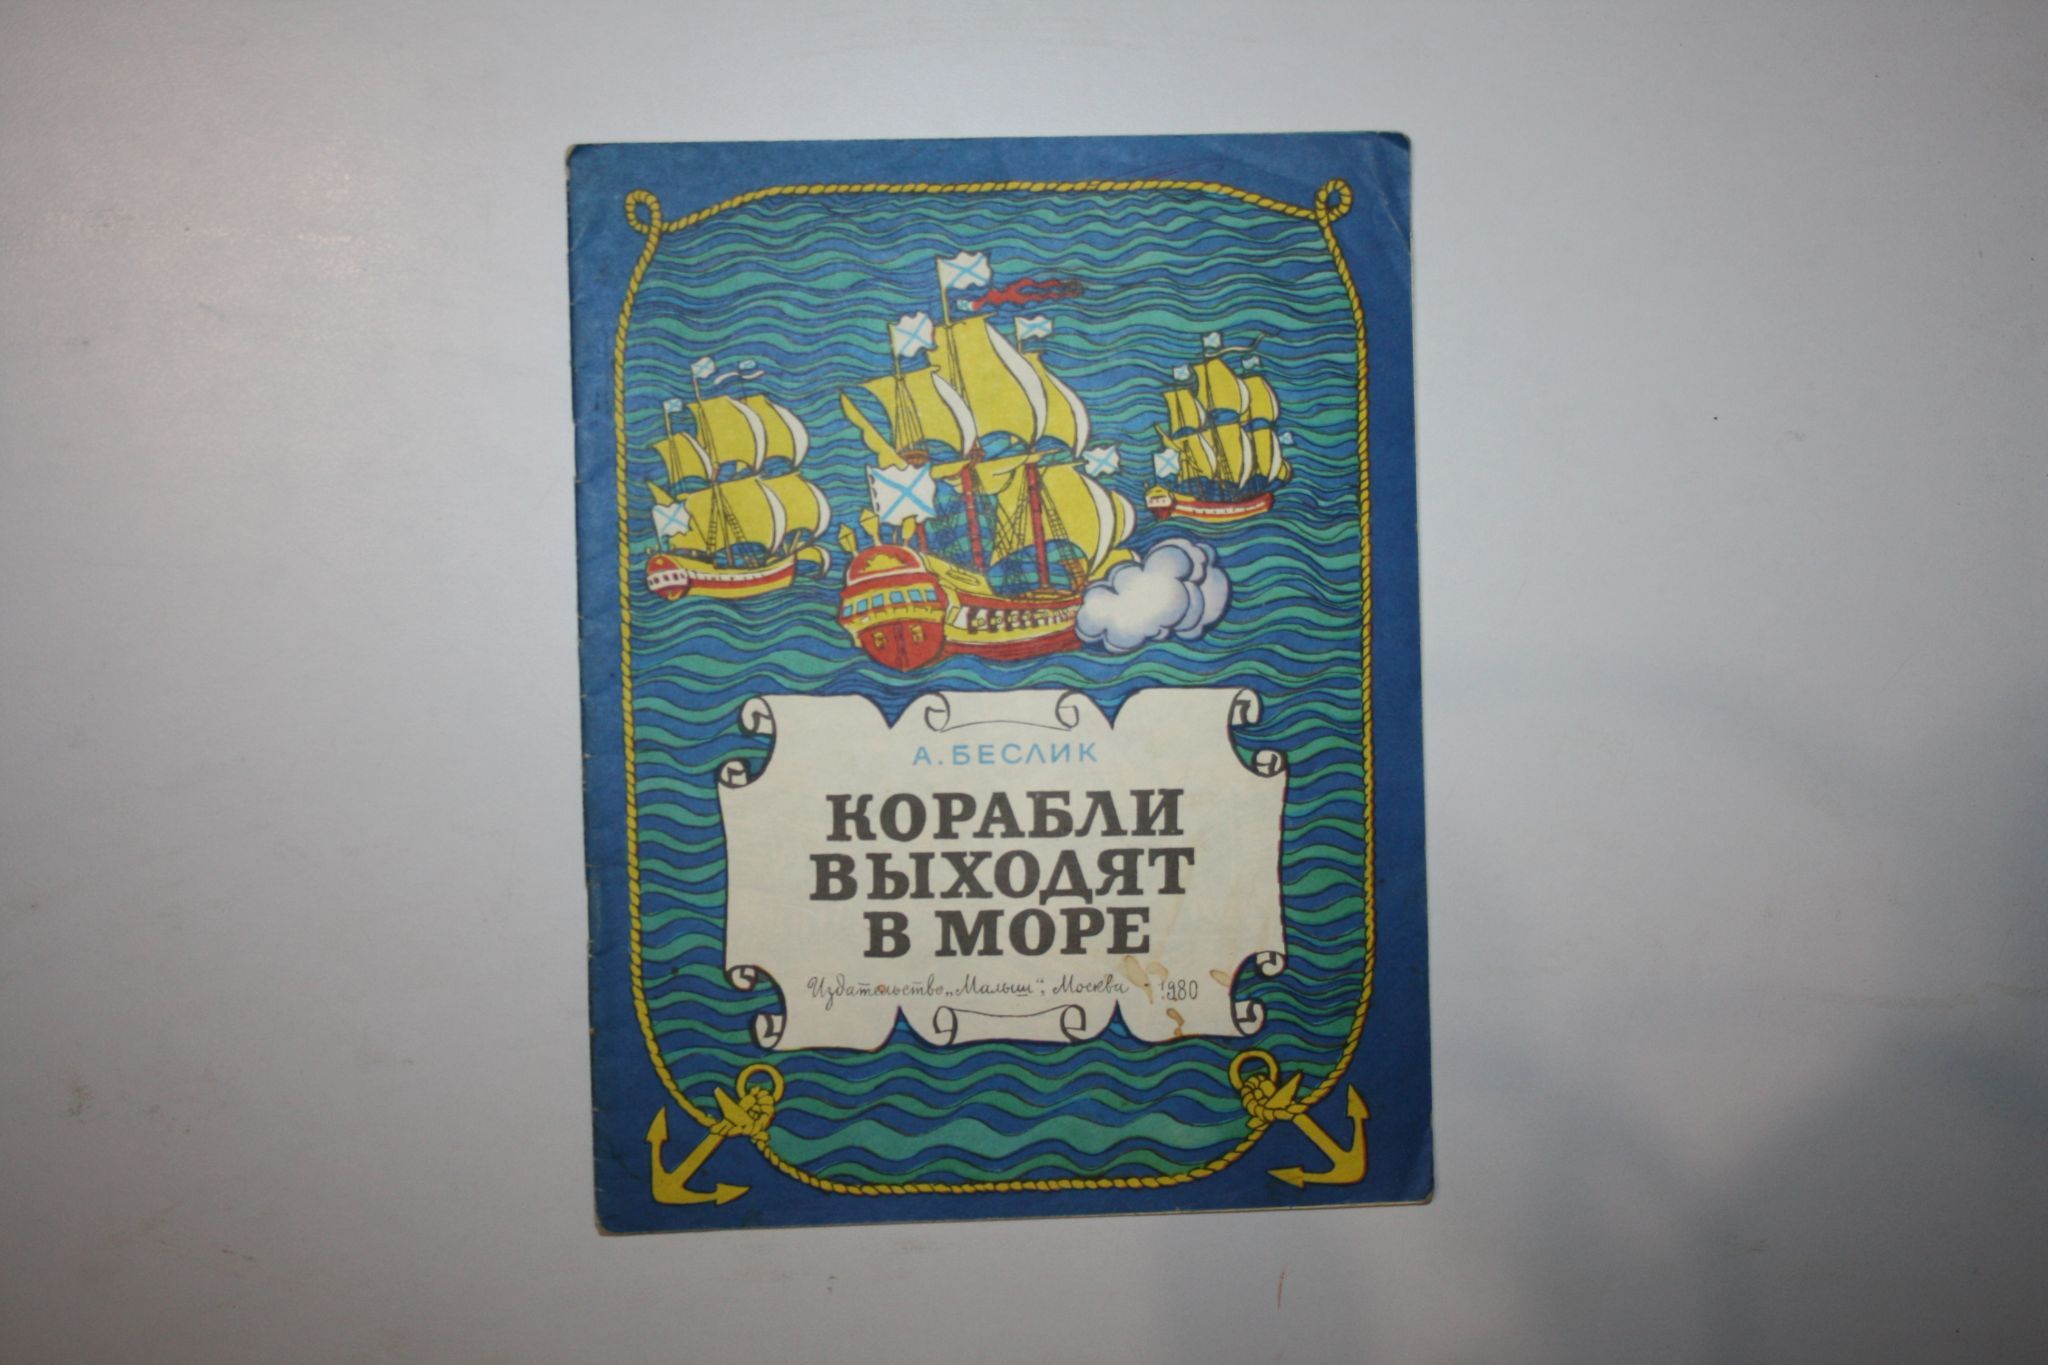 А. БЕСЛИК
КОРАБЛИ
ВЫХОДЯТ
В МОРЕ
Издательство „Малыш“, Москва · 1980